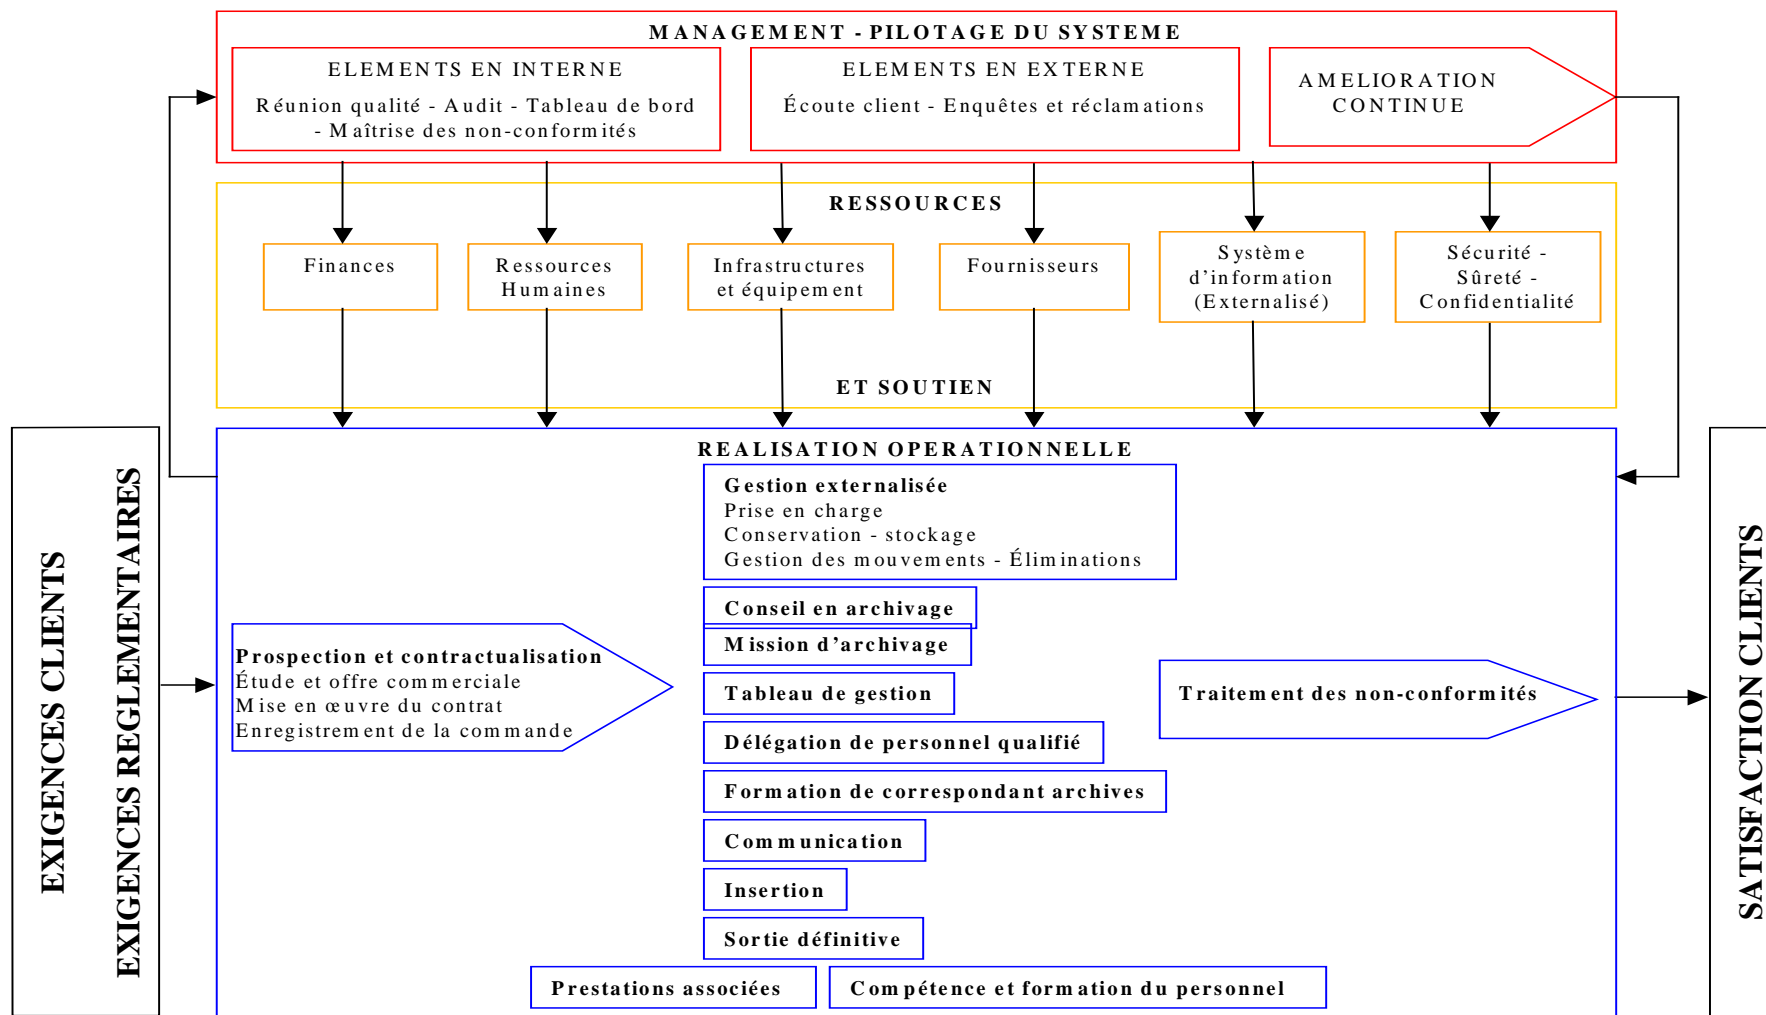 MANAGEMENT - PILOTAGE DU SYSTEME
ELEMENTS EN INTERNE
Réunion qualité - Audit - Tableau de bord
- Maîtrise des non-conformités
ELEMENTS EN EXTERNE
Écoute client - Enquêtes et réclamations
AMELIORATION
CONTINUE
RESSOURCES
Finances
Ressources
Humaines
Infrastructures
et équipement
Fournisseurs
Système
d’information
(Externalisé)
Sécurité -
Sûreté -
Confidentialité
ET SOUTIEN
EXIGENCES CLIENTS
EXIGENCES REGLEMENTAIRES
REALISATION OPERATIONNELLE
Prospection et contractualisation
Étude et offre commerciale
Mise en œuvre du contrat
Enregistrement de la commande
Gestion externalisée
Prise en charge
Conservation - stockage
Gestion des mouvements - Éliminations
Conseil en archivage
Mission d’archivage
Tableau de gestion
Délégation de personnel qualifié
Formation de correspondant archives
Communication
Insertion
Sortie définitive
Prestations associées
Compétence et formation du personnel
Traitement des non-conformités
SATISFACTION CLIENTS